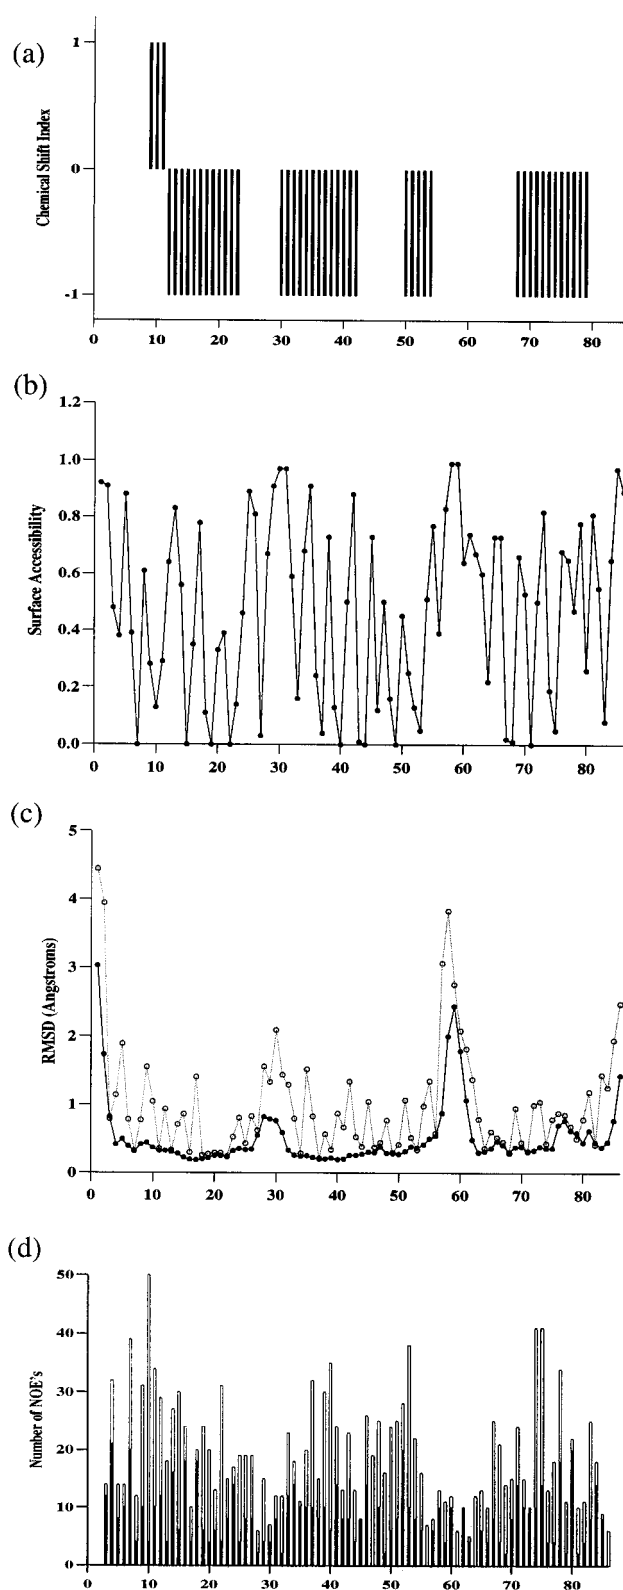 (a)
Chemical Shift Index
1
0
-1
0 10 20 30 40 50 60 70 80
(b)
Surface Accessibility
1.2
1.0
0.8
0.6
0.4
0.2
0.0
0 10 20 30 40 50 60 70 80
(c)
RMSD (Angstroms)
5
4
3
2
1
0
0 10 20 30 40 50 60 70 80
(d)
Number of NOE's
50
40
30
20
10
0
0 10 20 30 40 50 60 70 80